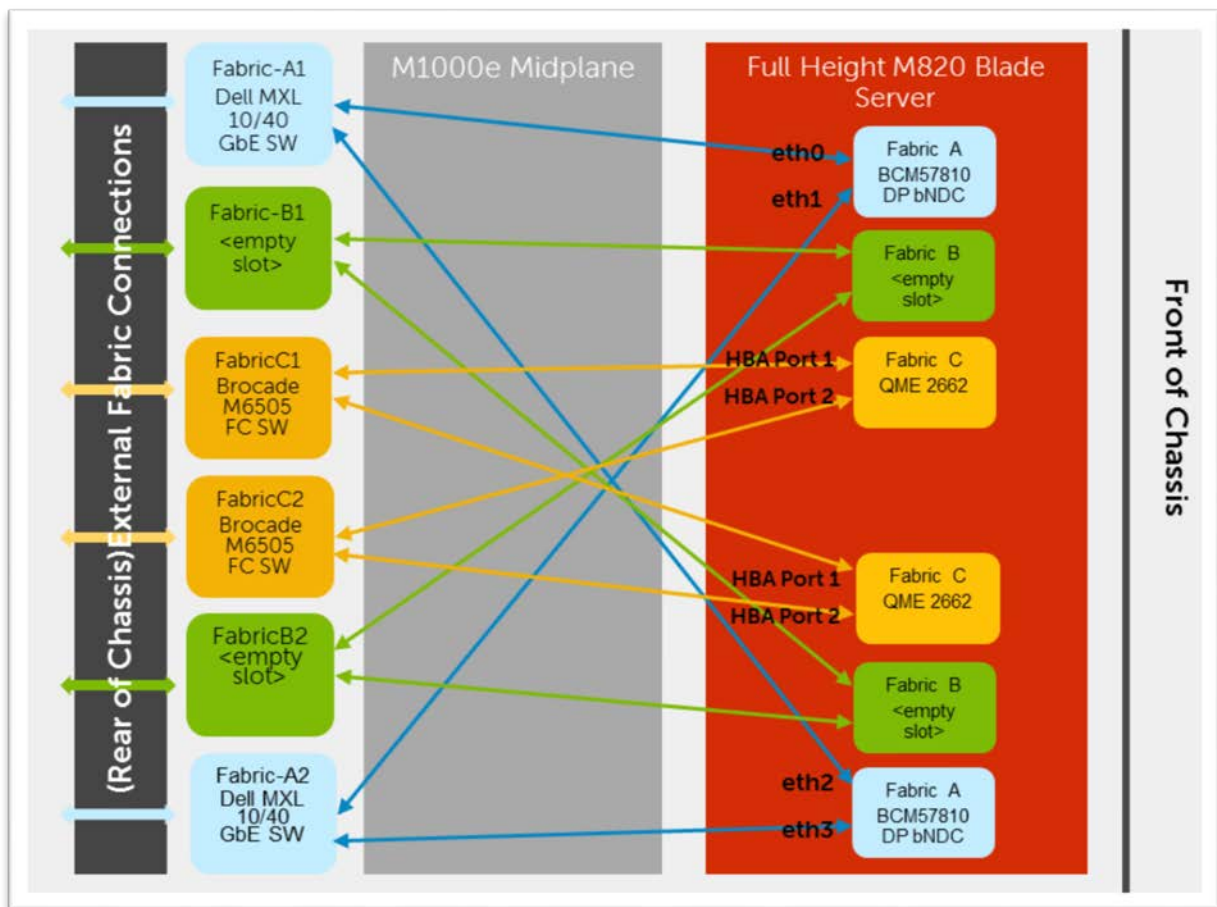 (Rear of Chassis)External Fabric Connections
Fabric-A1
Dell MXL
10/40
GbE SW
Fabric-B1
<empty
slot>
FabricC1
Brocade
M6505
FC SW
FabricC2
Brocade
M6505
FC SW
FabricB2
<empty
slot>
Fabric-A2
Dell MXL
10/40
GbE SW
M1000e Midplane
Full Height M820 Blade
Server
eth0
eth1
Fabric A
BCM57810
DP bNDC
Fabric B
<empty
slot>
HBA Port 1
HBA Port 2
Fabric C
QME 2662
HBA Port 1
HBA Port 2
Fabric C
QME 2662
Fabric B
<empty
slot>
eth2
eth3
Fabric A
BCM57810
DP bNDC
Front of Chassis